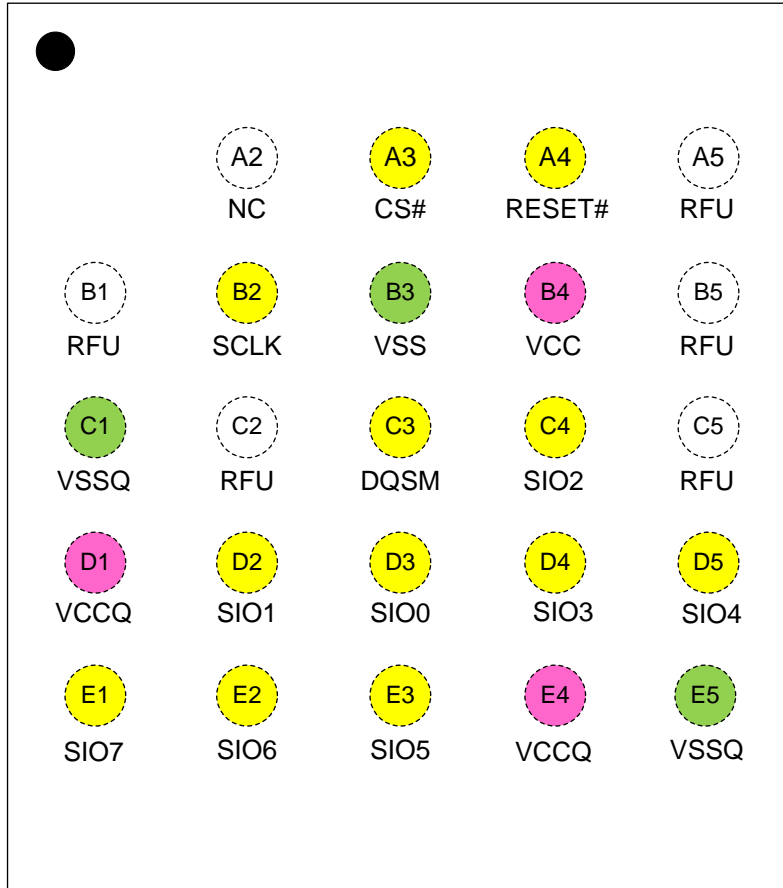 A2 A3 A4 A5
NC CS# RESET# RFU
B1 B2 B3 B4 B5
RFU SCLK VSS VCC RFU
C1 C2 C3 C4 C5
VSSQ RFU DQSM SIO2 RFU
D1 D2 D3 D4 D5
VCCQ SIO1 SIO0 SIO3 SIO4
E1 E2 E3 E4 E5
SIO7 SIO6 SIO5 VCCQ VSSQ